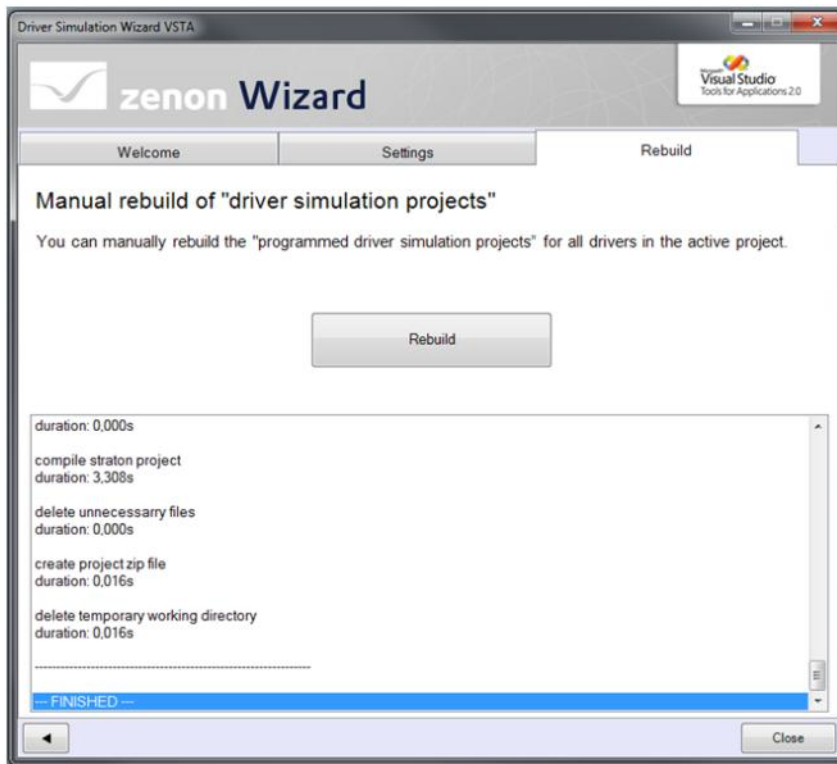 Driver Simulation Wizard VSTA
zenon Wizard
Microsoft
Visual Studio
Tools for Applications 2.0
Welcome
Settings
Rebuild
Manual rebuild of "driver simulation projects"
You can manually rebuild the "programmed driver simulation projects" for all drivers in the active project.
Rebuild
duration: 0,000s
compile straton project
duration: 3,308s
delete unnecessarry files
duration: 0,000s
create project zip file
duration: 0,016s
delete temporary working directory
duration: 0,016s
----------------------------------------------------------------
--- FINISHED ---
Close